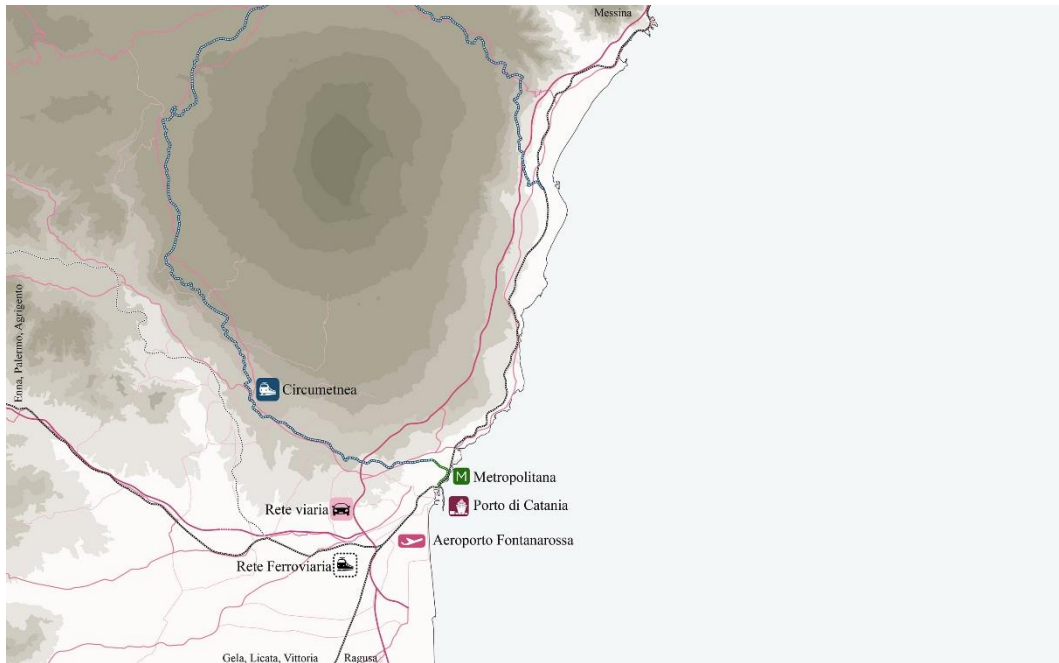 Messina
Enna, Palermo, Agrigento
Circumetnea
M Metropolitana
Rete viaria
Porto di Catania
Aeroporto Fontanarossa
Rete Ferroviaria
Gela, Licata, Vittoria
Ragusa